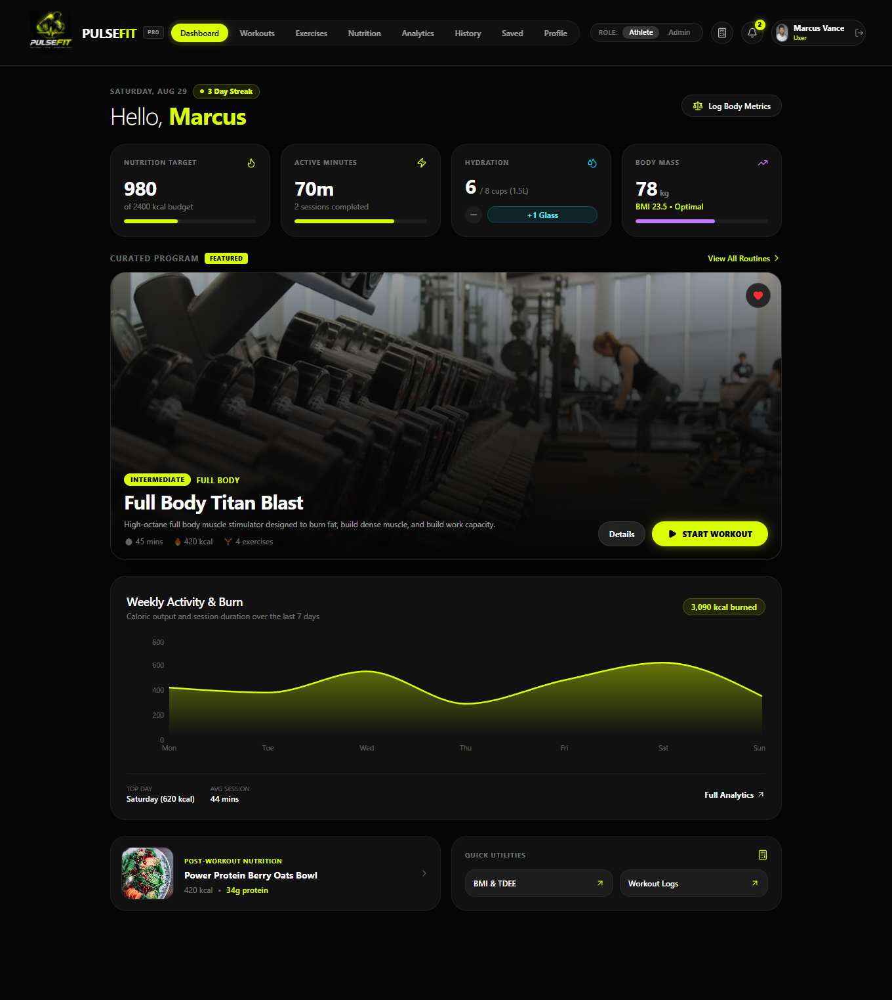 PULSEFIT
PULSEFIT PRO
Dashboard Workouts Exercises Nutrition Analytics History Saved Profile
ROLE: Athlete Admin
2
Marcus Vance
User
SATURDAY, AUG 29 3 Day Streak
Hello, Marcus
Log Body Metrics
NUTRITION TARGET
980
of 2400 kcal budget
ACTIVE MINUTES
70m
2 sessions completed
HYDRATION
6 / 8 cups (1.5L)
+1 Glass
BODY MASS
78 kg
BMI 23.5 • Optimal
CURATED PROGRAM FEATURED
View All Routines
INTERMEDIATE FULL BODY
Full Body Titan Blast
High-octane full body muscle stimulator designed to burn fat, build dense muscle, and build work capacity.
45 mins 420 kcal 4 exercises
Details
START WORKOUT
Weekly Activity & Burn
Caloric output and session duration over the last 7 days
3,090 kcal burned
800
600
400
200
0
Mon Tue Wed Thu Fri Sat Sun
TOP DAY
Saturday (620 kcal)
AVG SESSION
44 mins
Full Analytics
POST-WORKOUT NUTRITION
Power Protein Berry Oats Bowl
420 kcal • 34g protein
QUICK UTILITIES
BMI & TDEE
Workout Logs